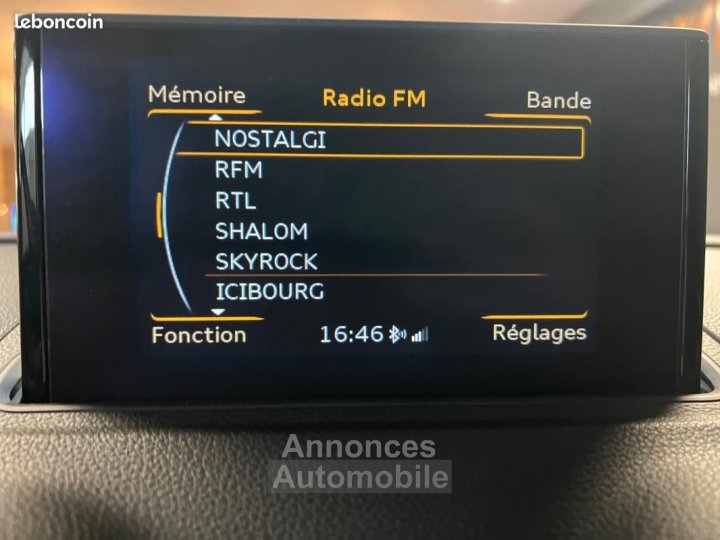 leboncoin
Mémoire Radio FM Bande
NOSTALGI
RFM
RTL
SHALOM
SKYROCK
ICIBOURG
Fonction 16:46 Réglages
Annonces
Automobile